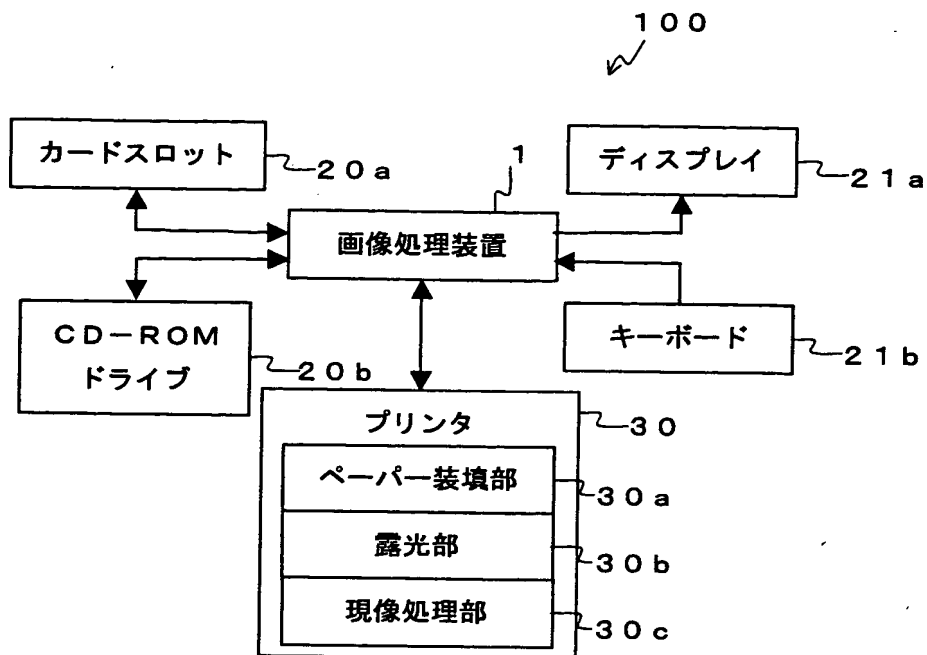 １００
カードスロット
２０ａ
１
ディスプレイ
２１ａ
画像処理装置
ＣＤ－ＲＯＭ
ドライブ
２０ｂ
キーボード
２１ｂ
プリンタ
３０
ペーパー装填部
３０ａ
露光部
３０ｂ
現像処理部
３０ｃ